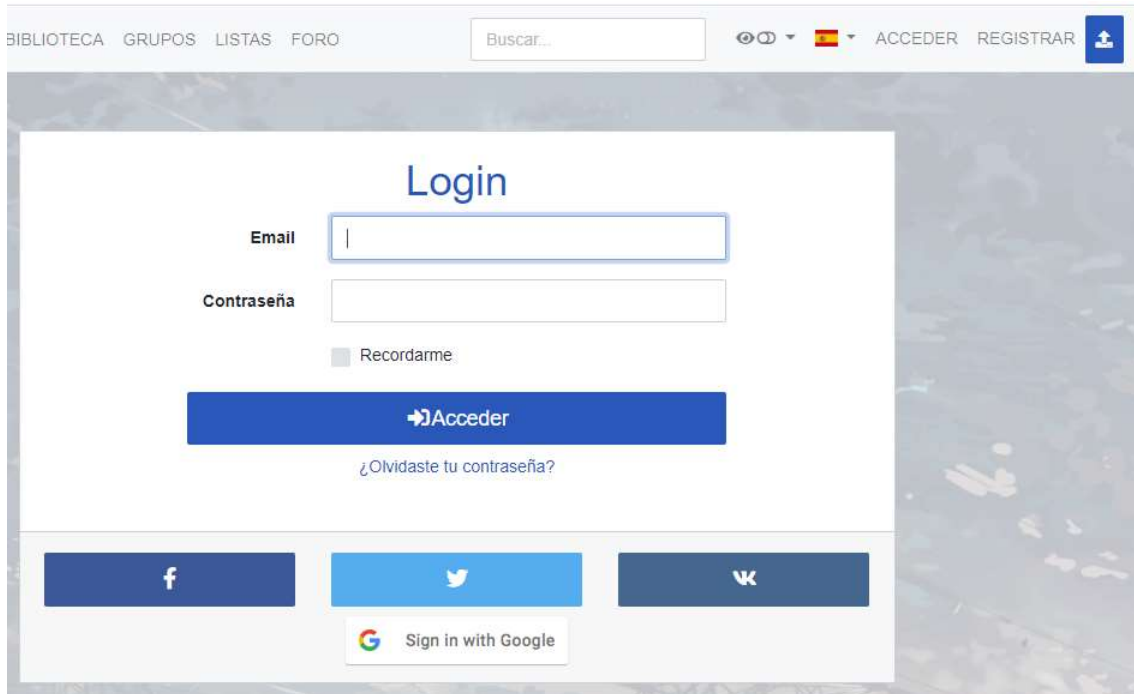 BIBLIOTECA GRUPOS LISTAS FORO Buscar... ACCEDER REGISTRAR
Login
Email
Contraseña
Recordarme
Acceder
¿Olvidaste tu contraseña?
Sign in with Google